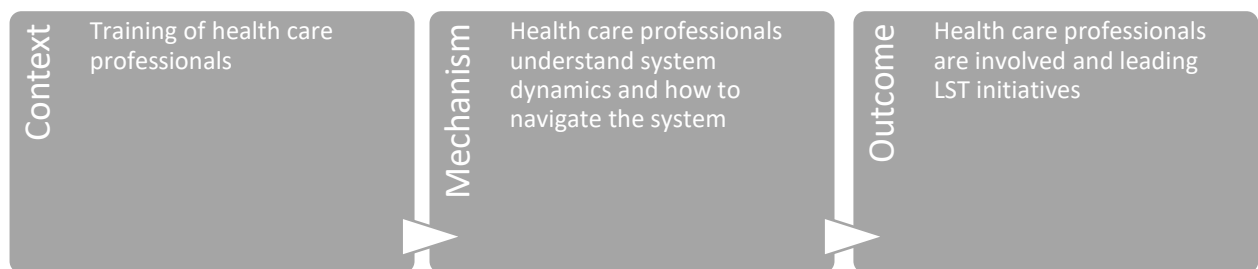 Context
Training of health care
professionals
Mechanism
Health care professionals
understand system
dynamics and how to
navigate the system
Outcome
Health care professionals
are involved and leading
LST initiatives